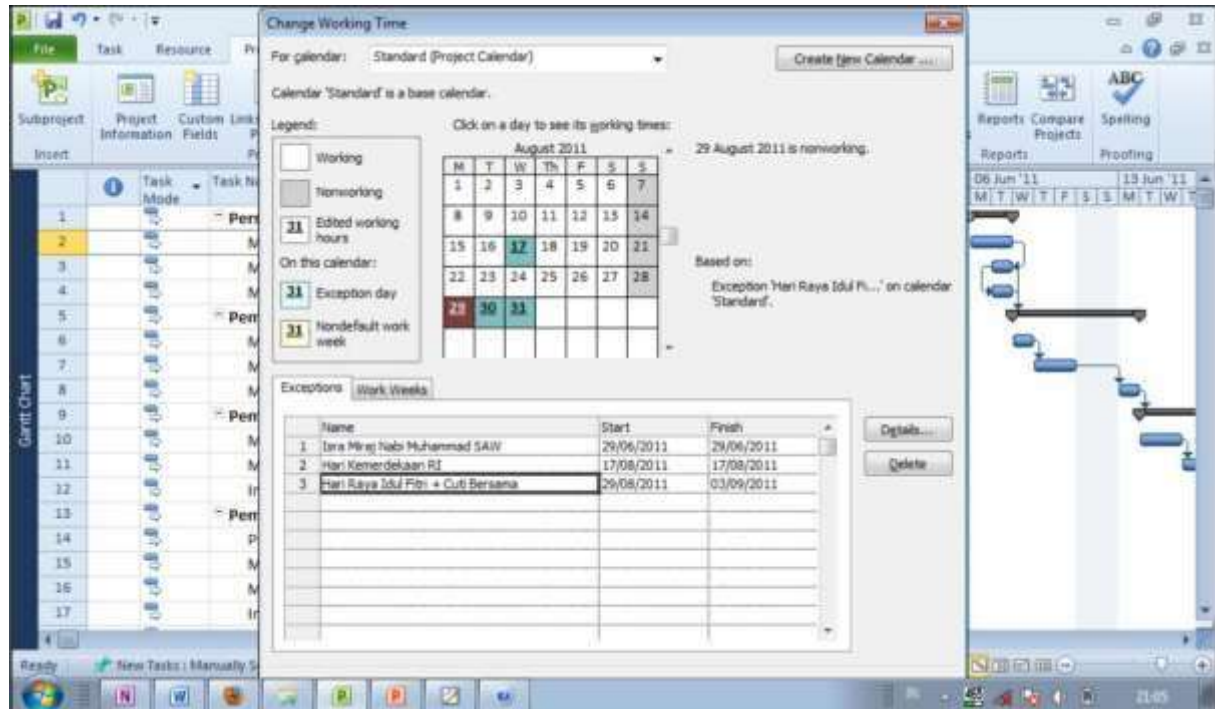 Change Working Time
File Task Resource
For calendar: Standard (Project Calendar)
Create New Calendar ...
Calendar 'Standard' is a base calendar.
Subproject
Project Information
Custom Fields
Reports
Compare Projects
Spelling
Insert
Reports
Proofing
Legend:
Working
Nonworking
31 Edited working hours
On this calendar:
31 Exception day
31 Nondefault work week
Click on a day to see its working times:
August 2011
M T W Th F S S
1 2 3 4 5 6 7
8 9 10 11 12 13 14
15 16 17 18 19 20 21
22 23 24 25 26 27 28
29 30 31
29 August 2011 is nonworking.
Based on:
Exception 'Hari Raya Idul Fi...' on calendar
'Standard'.
Task Mode
06 Jun '11 13 Jun '11
M T W T F S S M T W T
1
2
3
4
5
6
7
8
9
10
11
12
13
14
15
16
17
Gantt Chart
Exceptions Work Weeks
Name Start Finish
1 Isra Miraj Nabi Muhammad SAW 29/06/2011 29/06/2011
2 Hari Kemerdekaan RI 17/08/2011 17/08/2011
3 Hari Raya Idul Fitri + Cuti Bersama 29/08/2011 03/09/2011
Details...
Delete
Ready
New Tasks : Manually
21:05